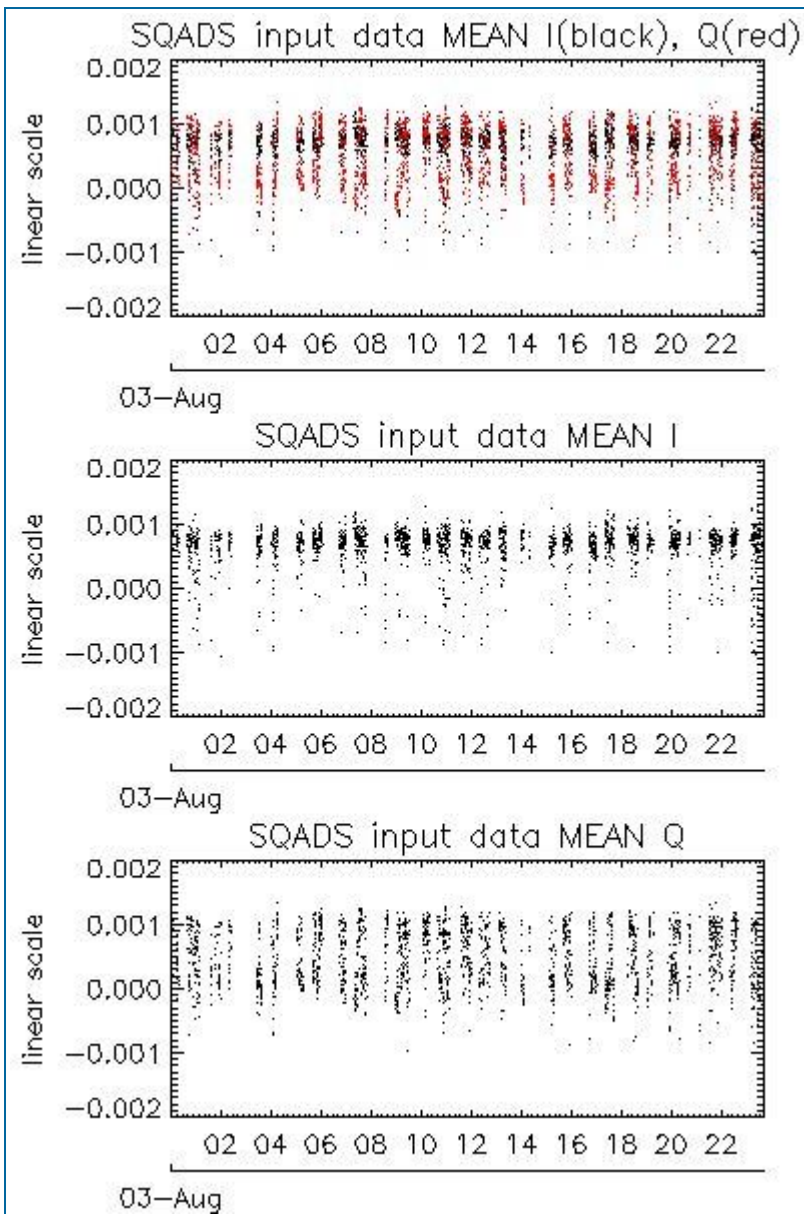 SQADS input data MEAN I(black), Q(red)
0.002
0.001
0.000
-0.001
-0.002
linear scale
02 04 06 08 10 12 14 16 18 20 22
03-Aug
SQADS input data MEAN I
0.002
0.001
0.000
-0.001
-0.002
linear scale
02 04 06 08 10 12 14 16 18 20 22
03-Aug
SQADS input data MEAN Q
0.002
0.001
0.000
-0.001
-0.002
linear scale
02 04 06 08 10 12 14 16 18 20 22
03-Aug